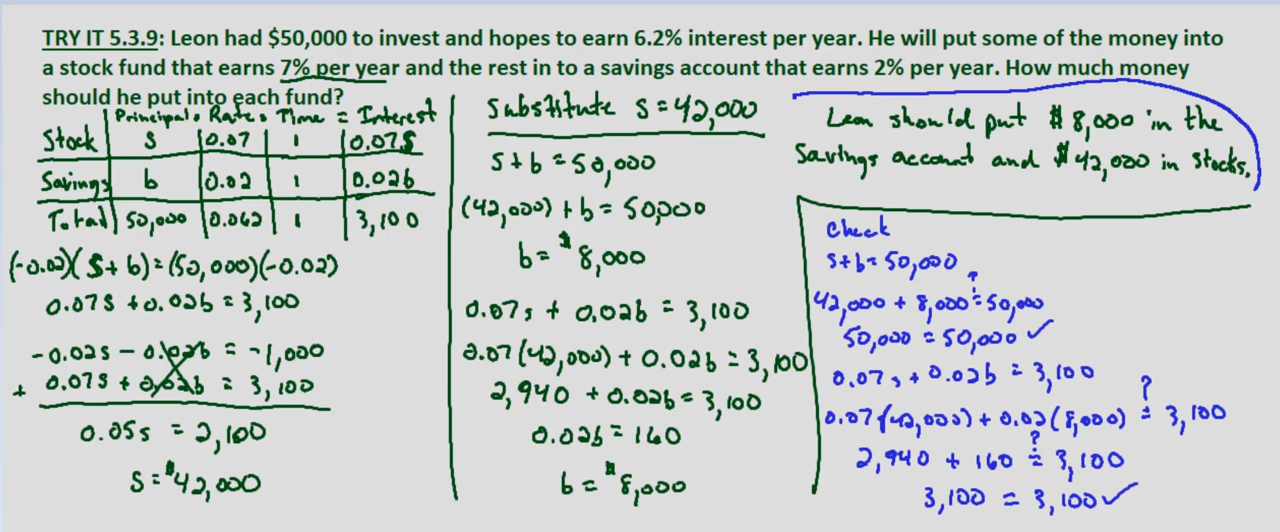 TRY IT 5.3.9: Leon had $50,000 to invest and hopes to earn 6.2% interest per year. He will put some of the money into
a stock fund that earns 7% per year and the rest in to a savings account that earns 2% per year. How much money
should he put into each fund?
Principal • Rate • Time = Interest
Stock S 0.07 1 0.07S
Savings b 0.02 1 0.02b
Total 50,000 0.062 1 3,100
(-0.02)(S + b) = (50,000)(-0.02)
0.07S + 0.02b = 3,100
-0.02s - 0.02b = -1,000
+ 0.07S + 0.02b = 3,100
0.05s = 2,100
S = $42,000
Substitute S = 42,000
S + b = 50,000
(42,000) + b = 50,000
b = $8,000
0.07s + 0.02b = 3,100
0.07(42,000) + 0.02b = 3,100
2,940 + 0.02b = 3,100
0.02b = 160
b = $8,000
Leon should put $8,000 in the
Savings account and $42,000 in stocks.
Check
S+b = 50,000
42,000 + 8,000 ?= 50,000
50,000 = 50,000 ✓
0.07s + 0.02b = 3,100
0.07(42,000) + 0.02(8,000) ?= 3,100
2,940 + 160 ?= 3,100
3,100 = 3,100 ✓